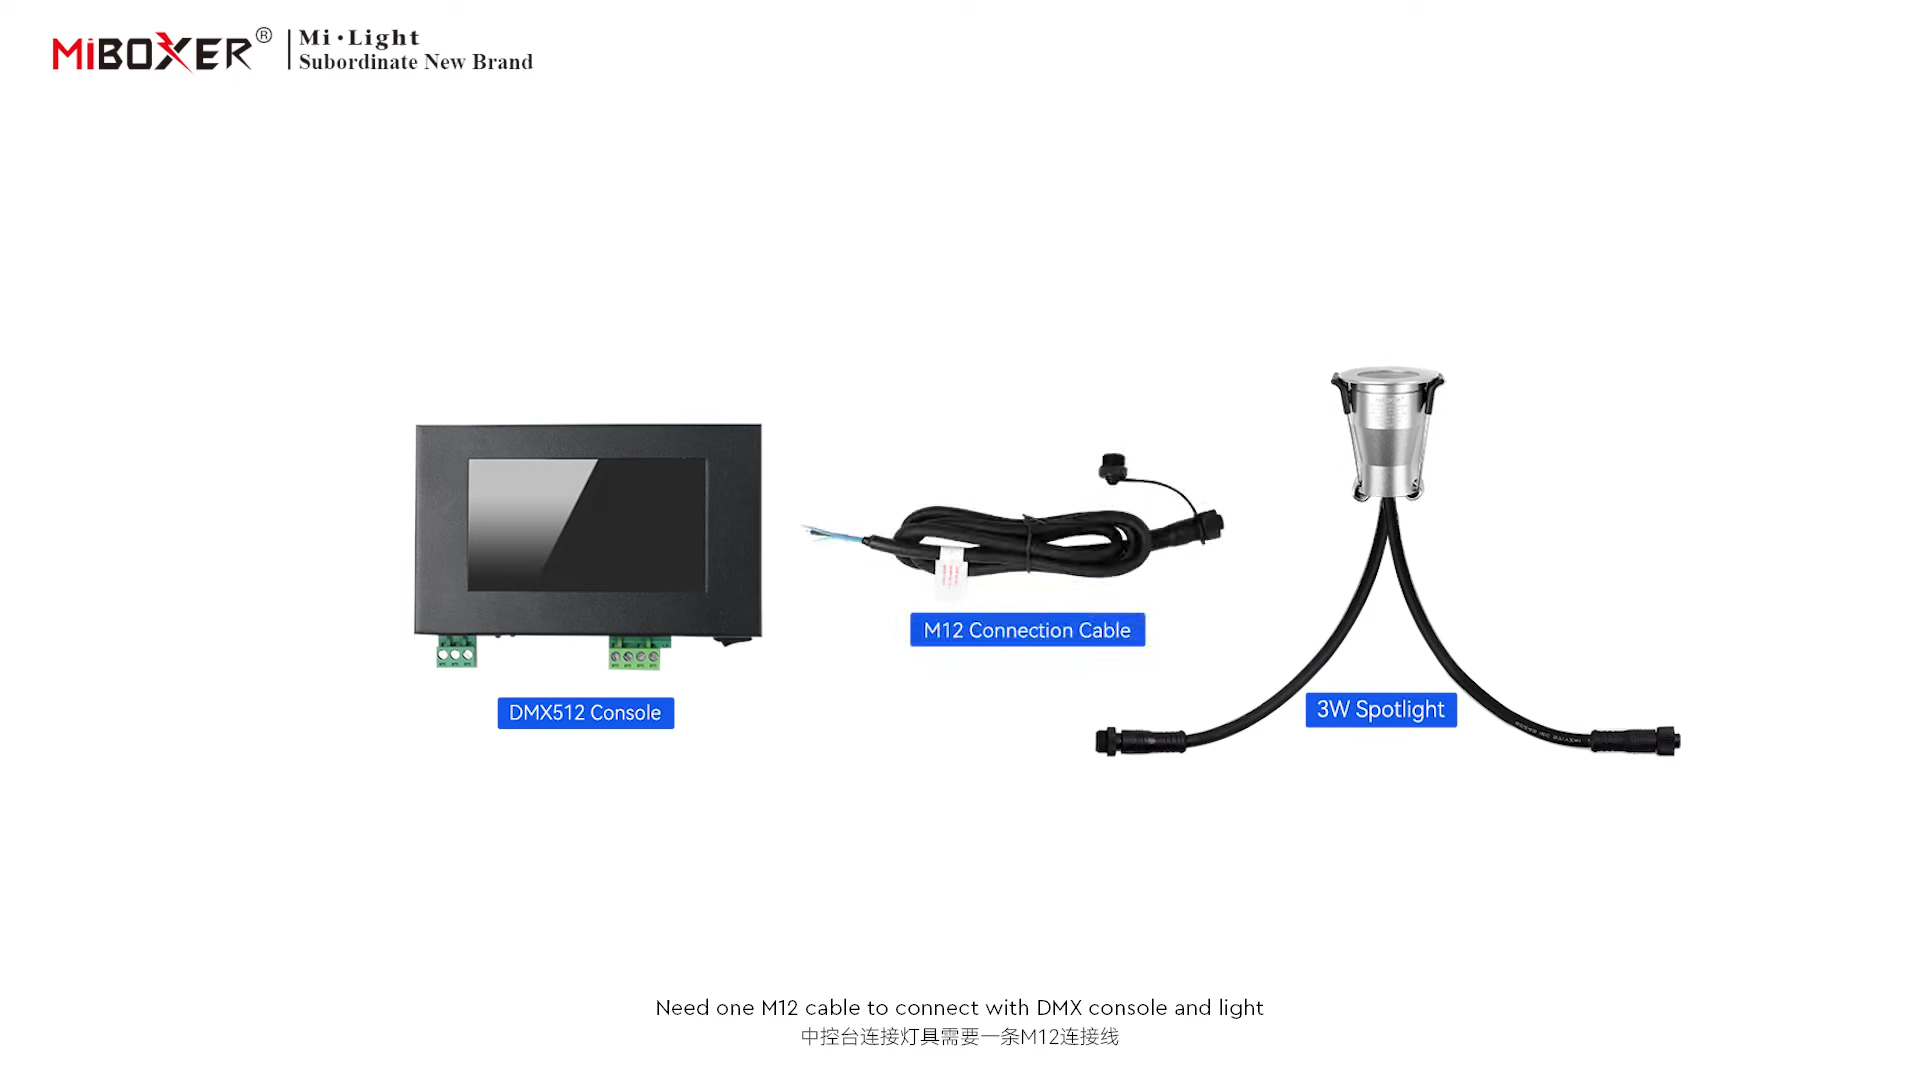 MiBOXER® Mi·Light
Subordinate New Brand
M12 Connection Cable
DMX512 Console
3W Spotlight
Need one M12 cable to connect with DMX console and light
中控台连接灯具需要一条M12连接线